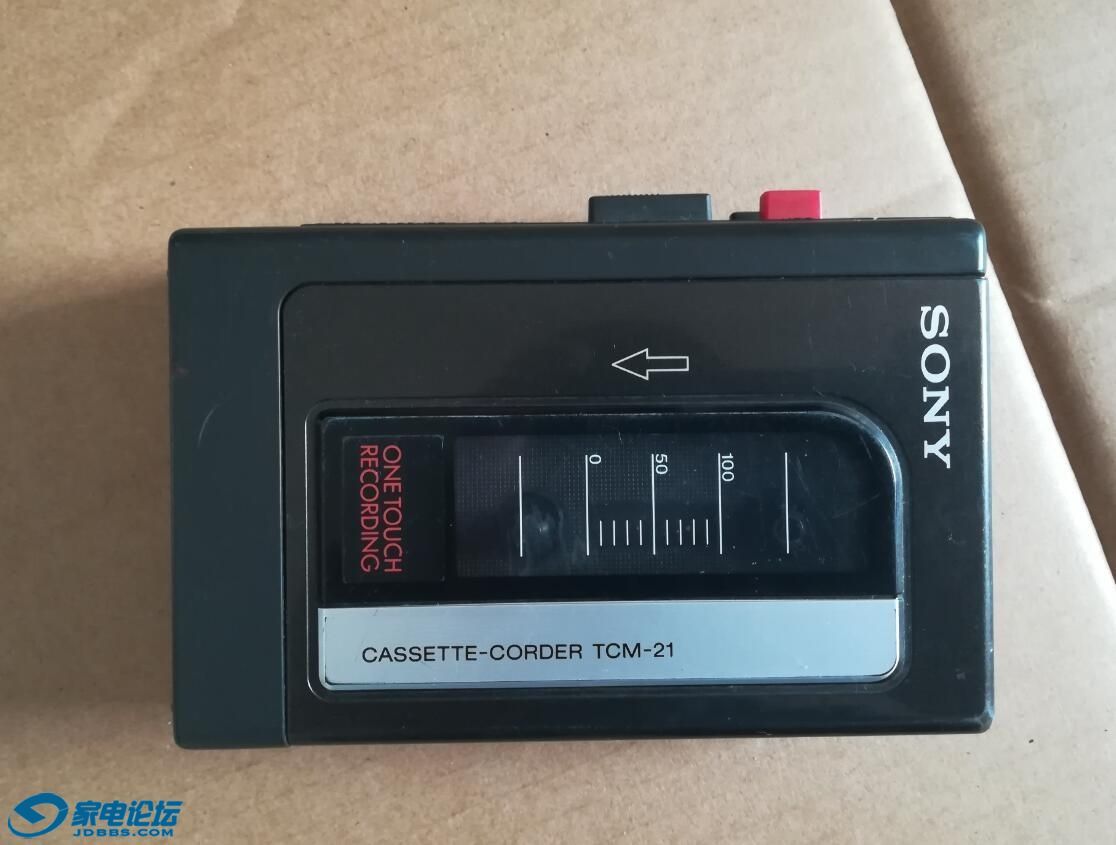 SONY
0
50
100
ONE TOUCH
RECORDING
CASSETTE-CORDER TCM-21
家电论坛
JDBBS.COM